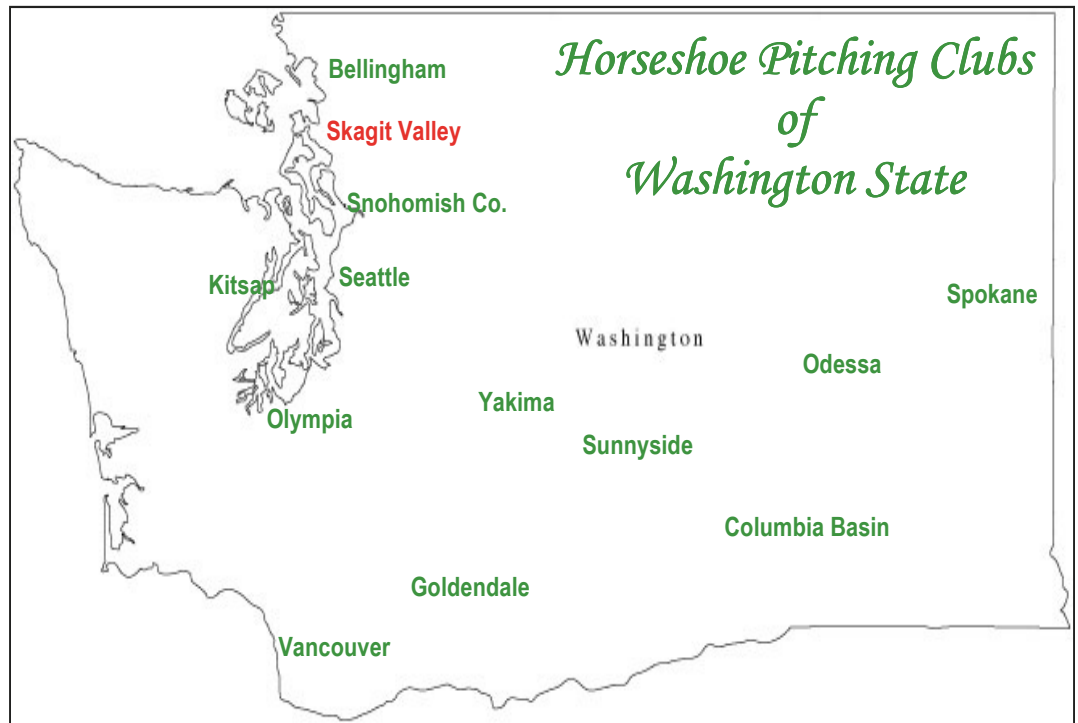 Horseshoe Pitching Clubs
of
Washington State
Bellingham
Skagit Valley
Snohomish Co.
Kitsap
Seattle
Spokane
Washington
Odessa
Yakima
Olympia
Sunnyside
Columbia Basin
Goldendale
Vancouver